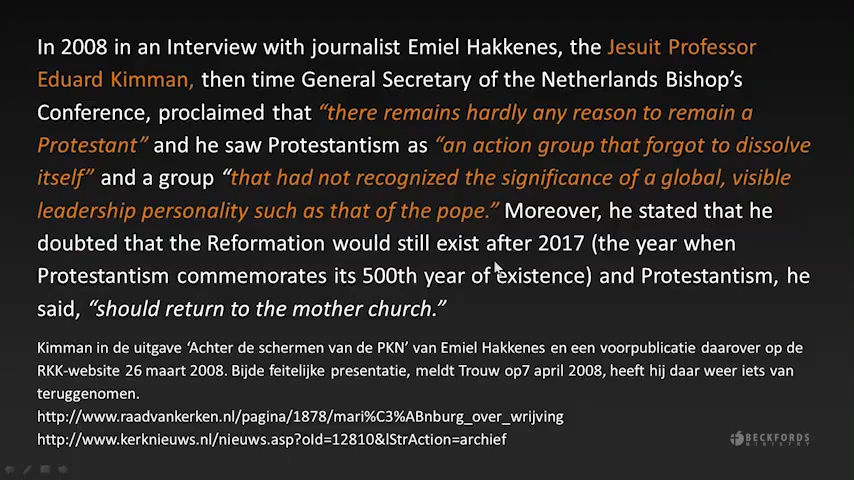 In 2008 in an Interview with journalist Emiel Hakkenes, the Jesuit Professor
Eduard Kimman, then time General Secretary of the Netherlands Bishop's
Conference, proclaimed that “there remains hardly any reason to remain a
Protestant” and he saw Protestantism as “an action group that forgot to dissolve
itself” and a group “that had not recognized the significance of a global, visible
leadership personality such as that of the pope.” Moreover, he stated that he
doubted that the Reformation would still exist after 2017 (the year when
Protestantism commemorates its 500th year of existence) and Protestantism, he
said, “should return to the mother church.”
Kimman in de uitgave ‘Achter de schermen van de PKN’ van Emiel Hakkenes en een voorpublicatie daarover op de
RKK-website 26 maart 2008. Bijde feitelijke presentatie, meldt Trouw op7 april 2008, heeft hij daar weer iets van
teruggenomen.
http://www.raadvankerken.nl/pagina/1878/mari%C3%ABnburg_over_wrijving
http://www.kerknieuws.nl/nieuws.asp?oId=12810&lStrAction=archief
BECKFORDS
MINISTRY